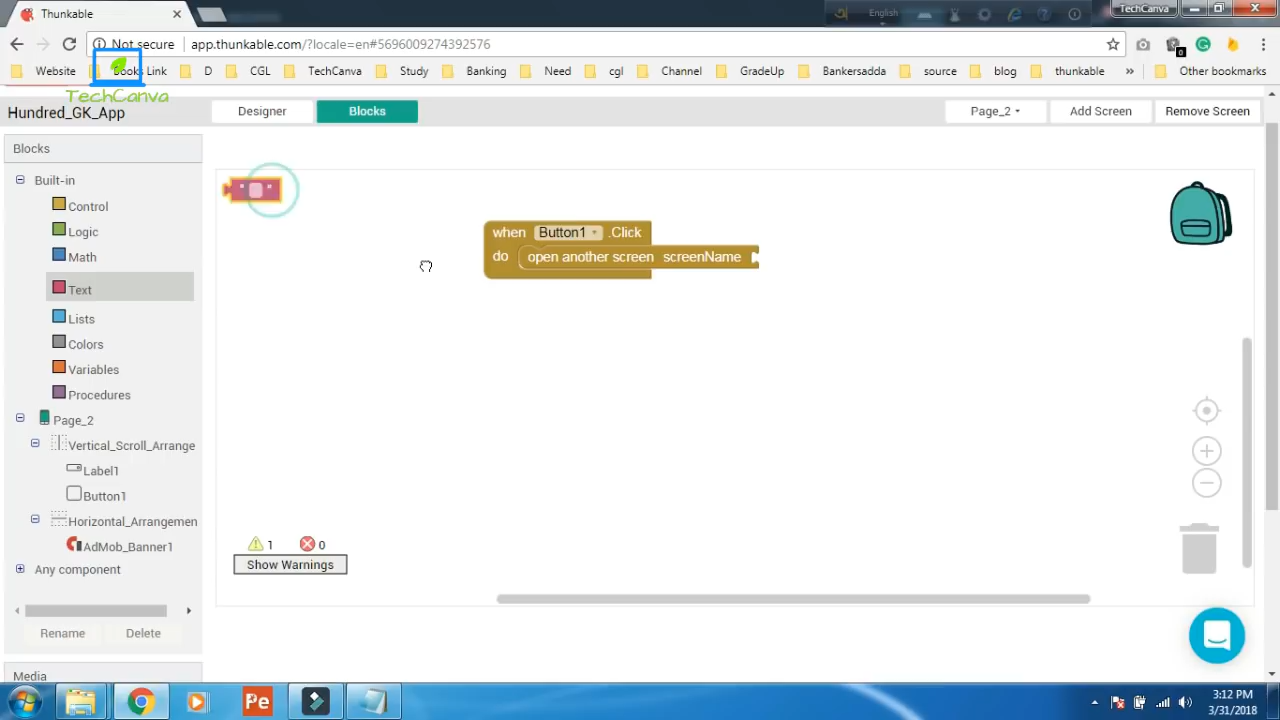 Thunkable
English
TechCanva
Not secure
app.thunkable.com/?locale=en#5696009274392576
Website
Books Link
D
CGL
TechCanva
Study
Banking
Need
cgl
Channel
GradeUp
Bankersadda
source
blog
thunkable
»
Other bookmarks
TechCanva
Hundred_GK_App
Designer
Blocks
Page_2
Add Screen
Remove Screen
Blocks
Built-in
Control
Logic
Math
Text
Lists
Colors
Variables
Procedures
Page_2
Vertical_Scroll_Arrange
Label1
Button1
Horizontal_Arrangemen
AdMob_Banner1
Any component
Rename
Delete
Media
" "
when Button1 .Click
do open another screen screenName
1
0
Show Warnings
Pe
3:12 PM
3/31/2018